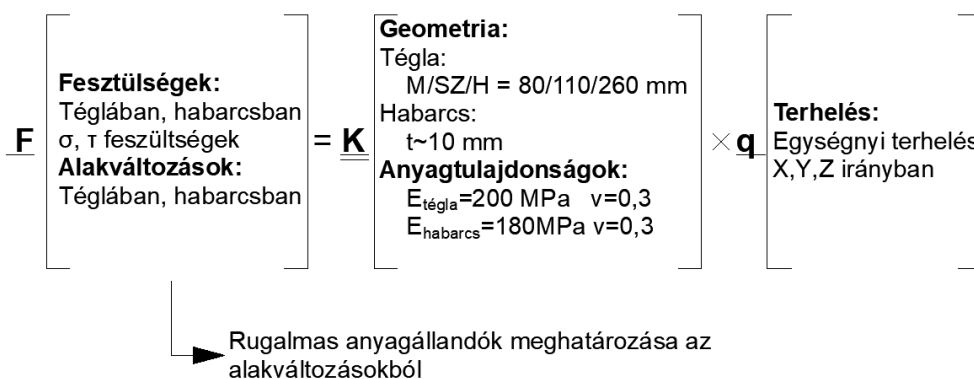 F
Fesztülségek:
Téglában, habarcsban
σ, τ feszültségek
Alakváltozások:
Téglában, habarcsban
= K
Geometria:
Tégla:
M/SZ/H = 80/110/260 mm
Habarcs:
t~10 mm
Anyagtulajdonságok:
Etégla=200 MPa v=0,3
Ehabarcs=180MPa v=0,3
× q
Terhelés:
Egységnyi terhelés
X,Y,Z irányban
Rugalmas anyagállandók meghatározása az
alakváltozásokból